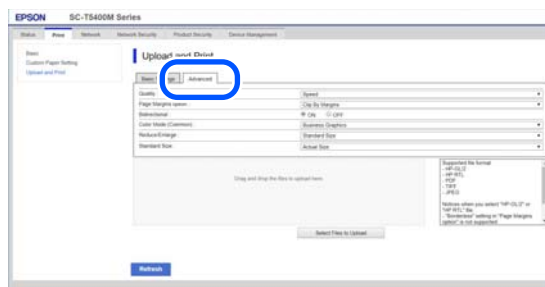 EPSON SC-T5400M Series
Status Print Network Network Security Product Security Device Management
Basic
Custom Paper Setting
Upload and Print
Upload and Print
Basic Advanced
Quality : Speed
Page Margins option : Clip By Margins
Bidirectional : ON OFF
Color Mode (Common) : Business Graphics
Reduce/Enlarge : Standard Size
Standard Size : Actual Size
Drag and drop the files to upload here.
Supported file format
- HP-GL/2
- HP RTL
- PDF
- TIFF
- JPEG
Notices when you select "HP-GL/2" or
"HP RTL" file
- "Borderless" setting in "Page Margins
option" is not supported.
Select Files to Upload
Refresh